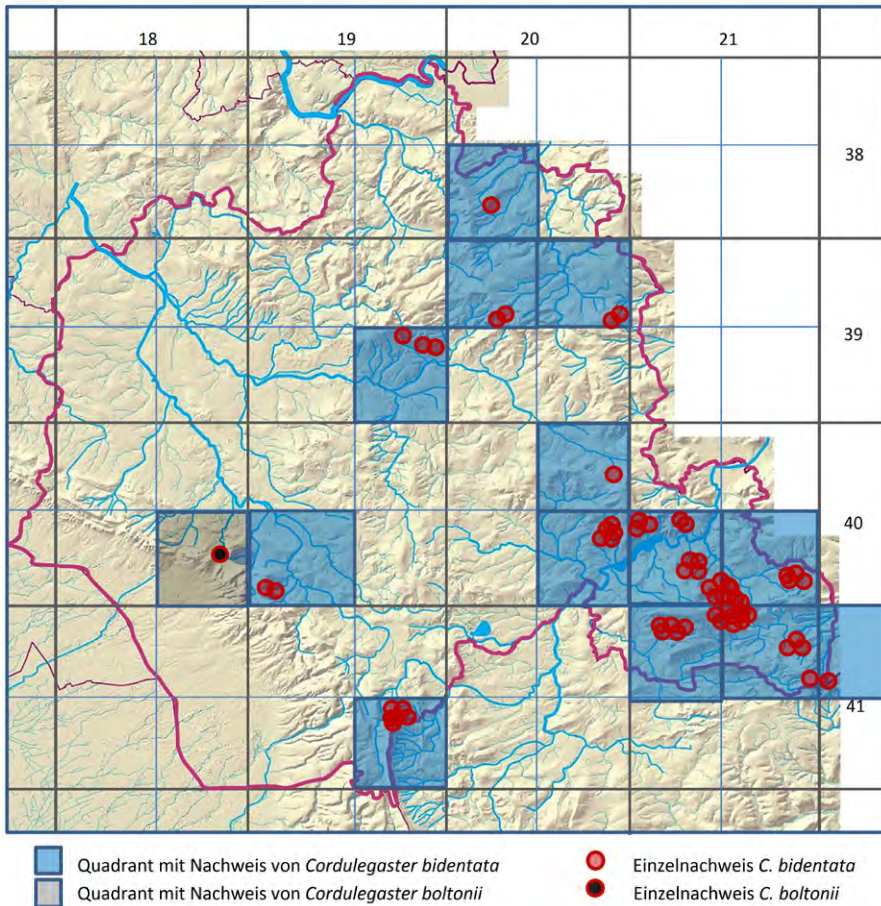 18 19 20 21
38
39
40
41
Quadrant mit Nachweis von Cordulegaster bidentata Einzelnachweis C. bidentata
Quadrant mit Nachweis von Cordulegaster boltonii Einzelnachweis C. boltonii